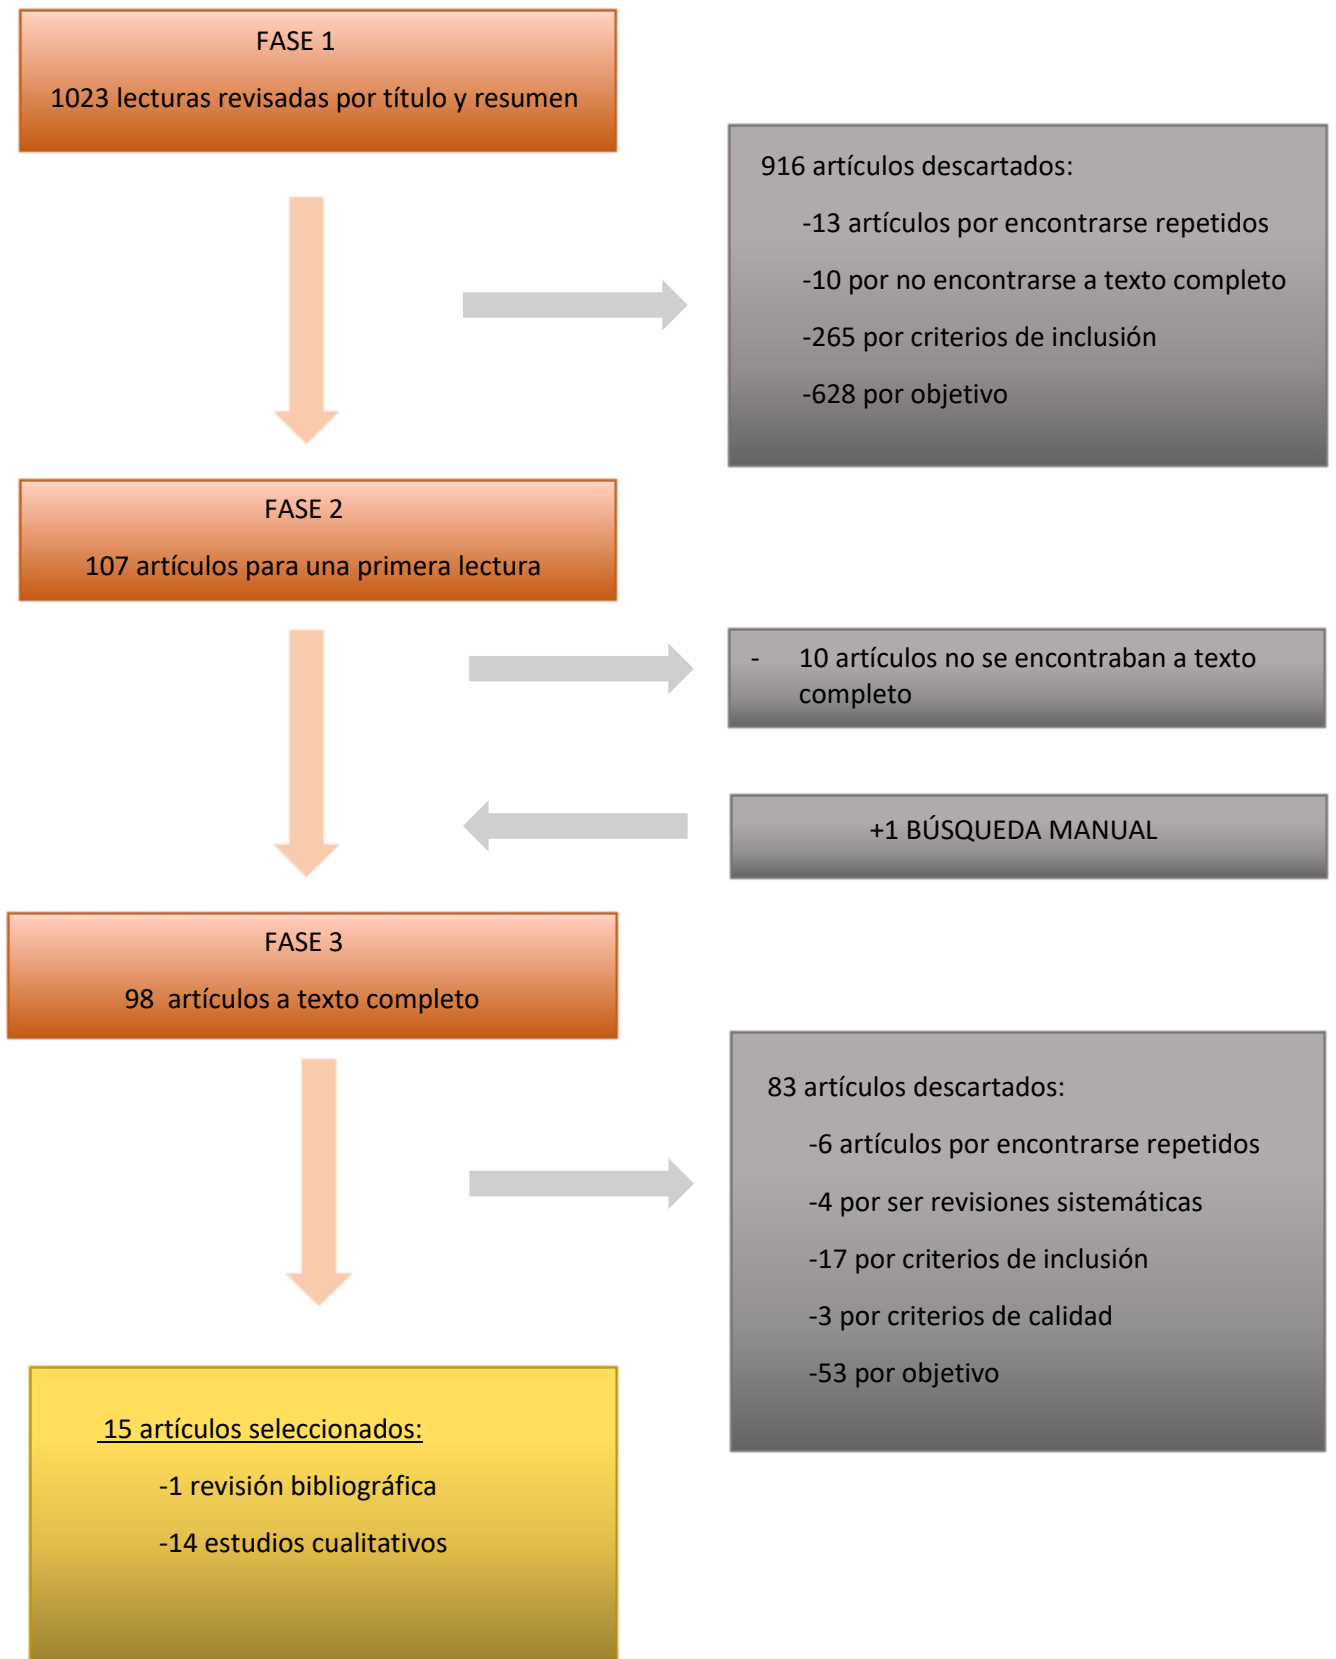 FASE 1
1023 lecturas revisadas por título y resumen
916 artículos descartados:
-13 artículos por encontrarse repetidos
-10 por no encontrarse a texto completo
-265 por criterios de inclusión
-628 por objetivo
FASE 2
107 artículos para una primera lectura
- 10 artículos no se encontraban a texto
completo
+1 BÚSQUEDA MANUAL
FASE 3
98 artículos a texto completo
83 artículos descartados:
-6 artículos por encontrarse repetidos
-4 por ser revisiones sistemáticas
-17 por criterios de inclusión
-3 por criterios de calidad
-53 por objetivo
15 artículos seleccionados:
-1 revisión bibliográfica
-14 estudios cualitativos